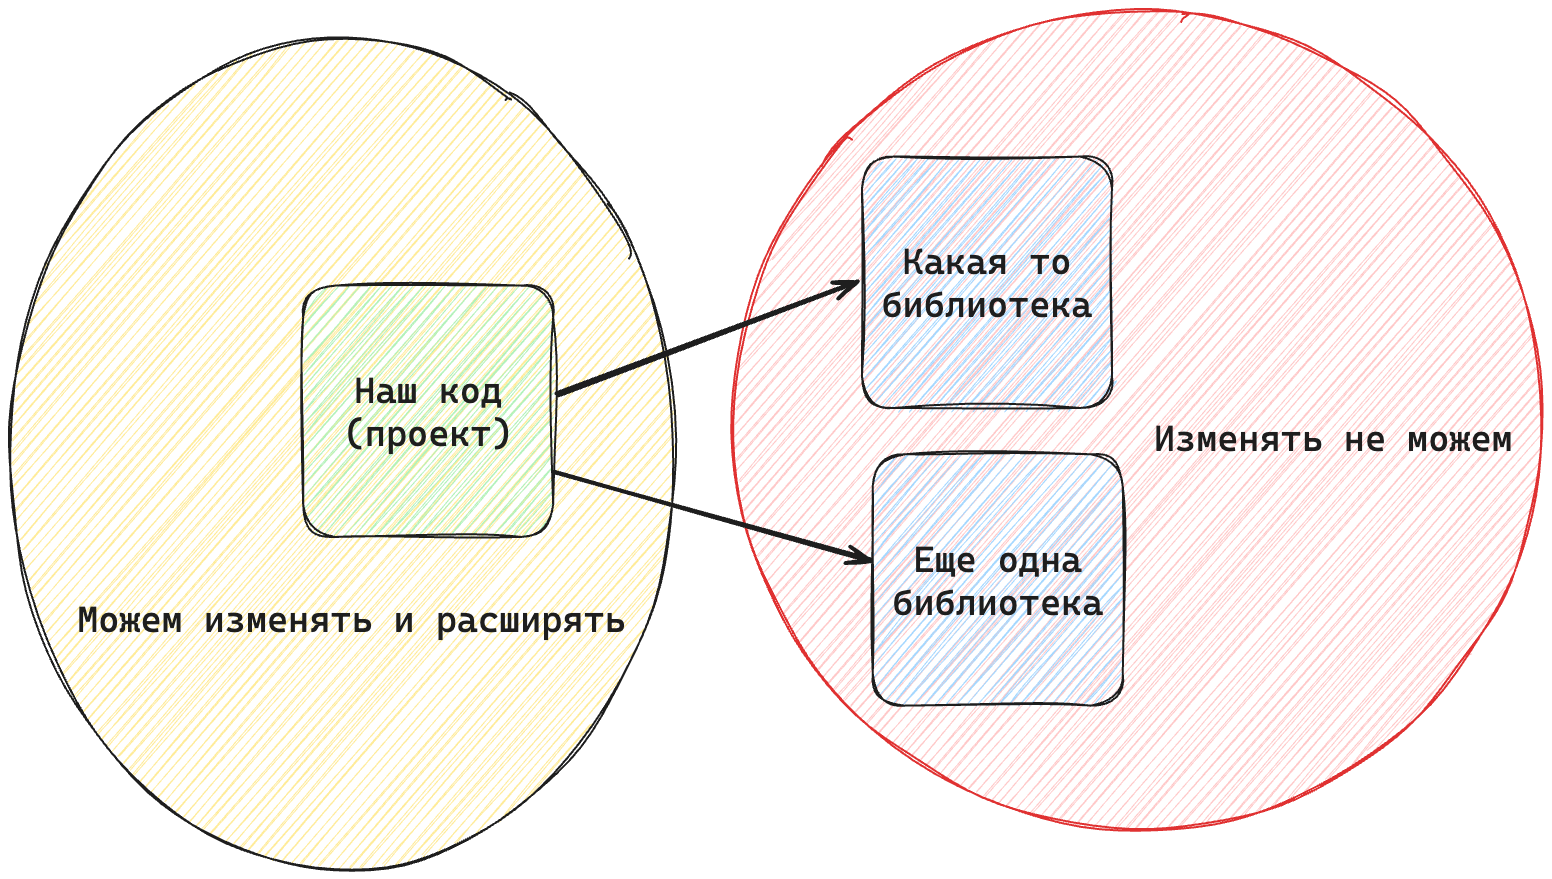 Наш код
(проект)
Можем изменять и расширять
Какая то
библиотека
Еще одна
библиотека
Изменять не можем